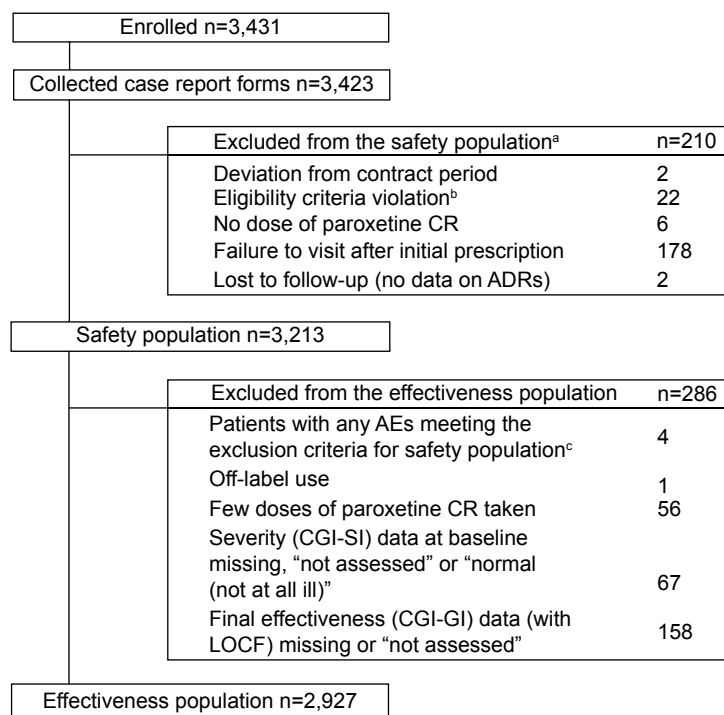 Enrolled n=3,431
Collected case report forms n=3,423
Excluded from the safety populationᵃ n=210
Deviation from contract period 2
Eligibility criteria violationᵇ 22
No dose of paroxetine CR 6
Failure to visit after initial prescription 178
Lost to follow-up (no data on ADRs) 2
Safety population n=3,213
Excluded from the effectiveness population n=286
Patients with any AEs meeting the
exclusion criteria for safety populationᶜ 4
Off-label use 1
Few doses of paroxetine CR taken 56
Severity (CGI-SI) data at baseline
missing, “not assessed” or “normal
(not at all ill)” 67
Final effectiveness (CGI-GI) data (with
LOCF) missing or “not assessed” 158
Effectiveness population n=2,927